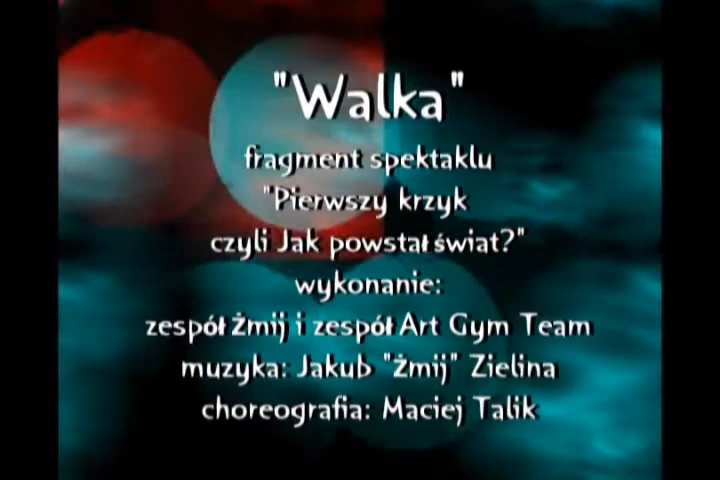 "Walka"
fragment spektaklu
"Pierwszy krzyk
czyli Jak powstał świat?"
wykonanie:
zespół Żmij i zespół Art Gym Team
muzyka: Jakub "Żmij" Zielina
choreografia: Maciej Talik